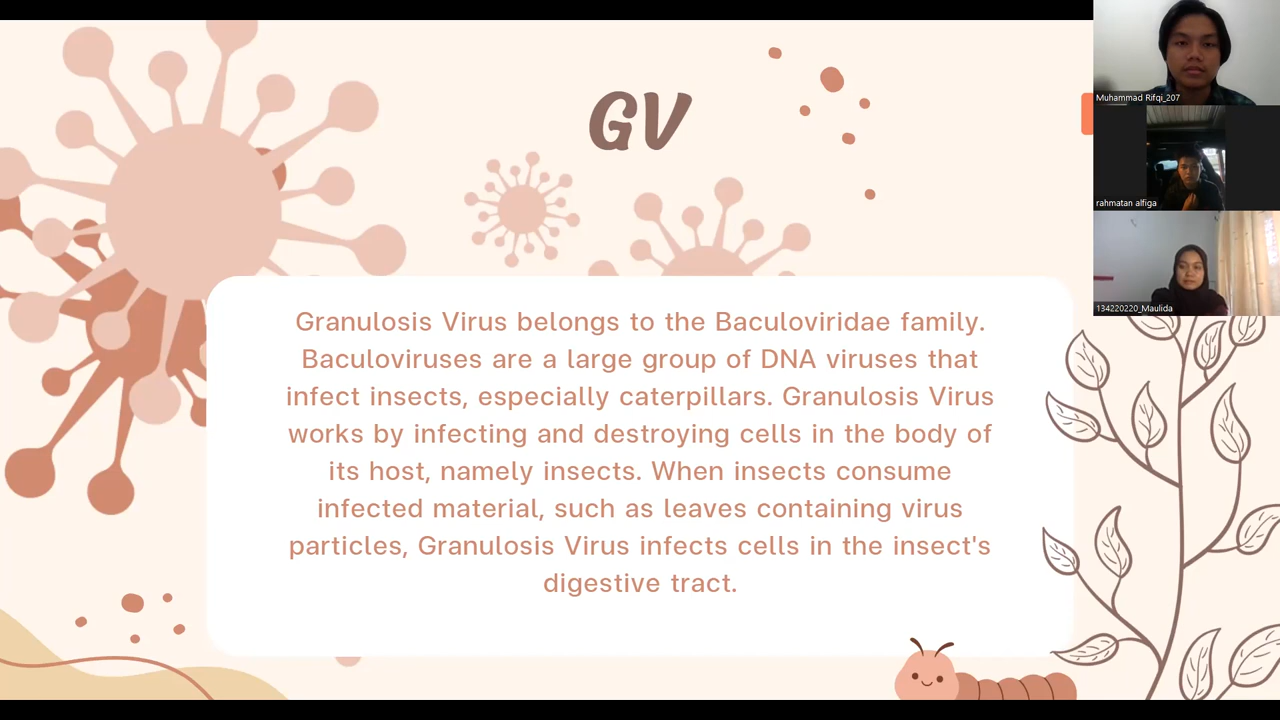 GV
Granulosis Virus belongs to the Baculoviridae family.
Baculoviruses are a large group of DNA viruses that
infect insects, especially caterpillars. Granulosis Virus
works by infecting and destroying cells in the body of
its host, namely insects. When insects consume
infected material, such as leaves containing virus
particles, Granulosis Virus infects cells in the insect's
digestive tract.
Muhammad Rifqi_207
rahmatan alfiga
134220220_Maulida